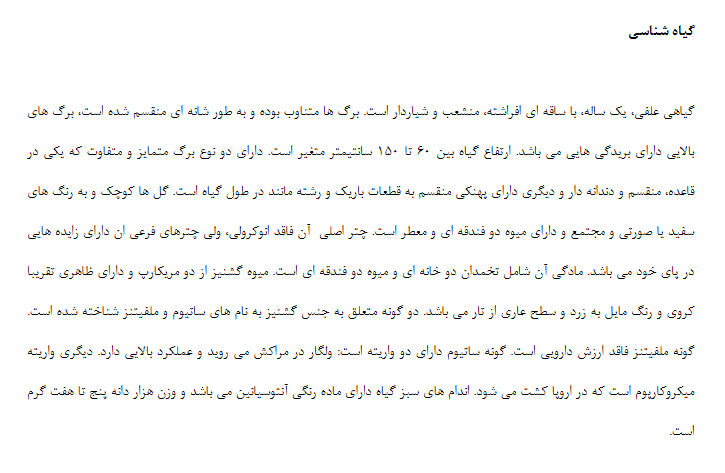 گیاه شناسی
گیاهی علفی، یک ساله، با ساقه ای افراشته، منشعب و شیاردار است. برگ ها متناوب بوده و به طور شانه ای منقسم شده است، برگ های
بالایی دارای بریدگی هایی می باشد. ارتفاع گیاه بین ۶۰ تا ۱۵۰ سانتیمتر متغیر است. دارای دو نوع برگ متمایز و متفاوت که یکی در
قاعده، منقسم و دندانه دار و دیگری دارای پهنکی منقسم به قطعات باریک و رشته مانند در طول گیاه است. گل ها کوچک و به رنگ های
سفید یا صورتی و مجتمع و دارای میوه دو فندقه ای و معطر است. چتر اصلی آن فاقد انوکرولی، ولی چترهای فرعی ان دارای زایده هایی
در پای خود می باشد. مادگی آن شامل تخمدان دو خانه ای و میوه دو فندقه ای است. میوه گشنیز از دو مریکارپ و دارای ظاهری تقریبا
کروی و رنگ مایل به زرد و سطح عاری از تار می باشد. دو گونه متعلق به جنس گشنیز به نام های ساتیوم و ملفیتنز شناخته شده است.
گونه ملفیتنز فاقد ارزش دارویی است. گونه ساتیوم دارای دو واریته است: ولگار در مراکش می روید و عملکرد بالایی دارد. دیگری واریته
میکروکارپوم است که در اروپا کشت می شود. اندام های سبز گیاه دارای ماده رنگی آنتوسیانین می باشد و وزن هزار دانه پنج تا هفت گرم
است.